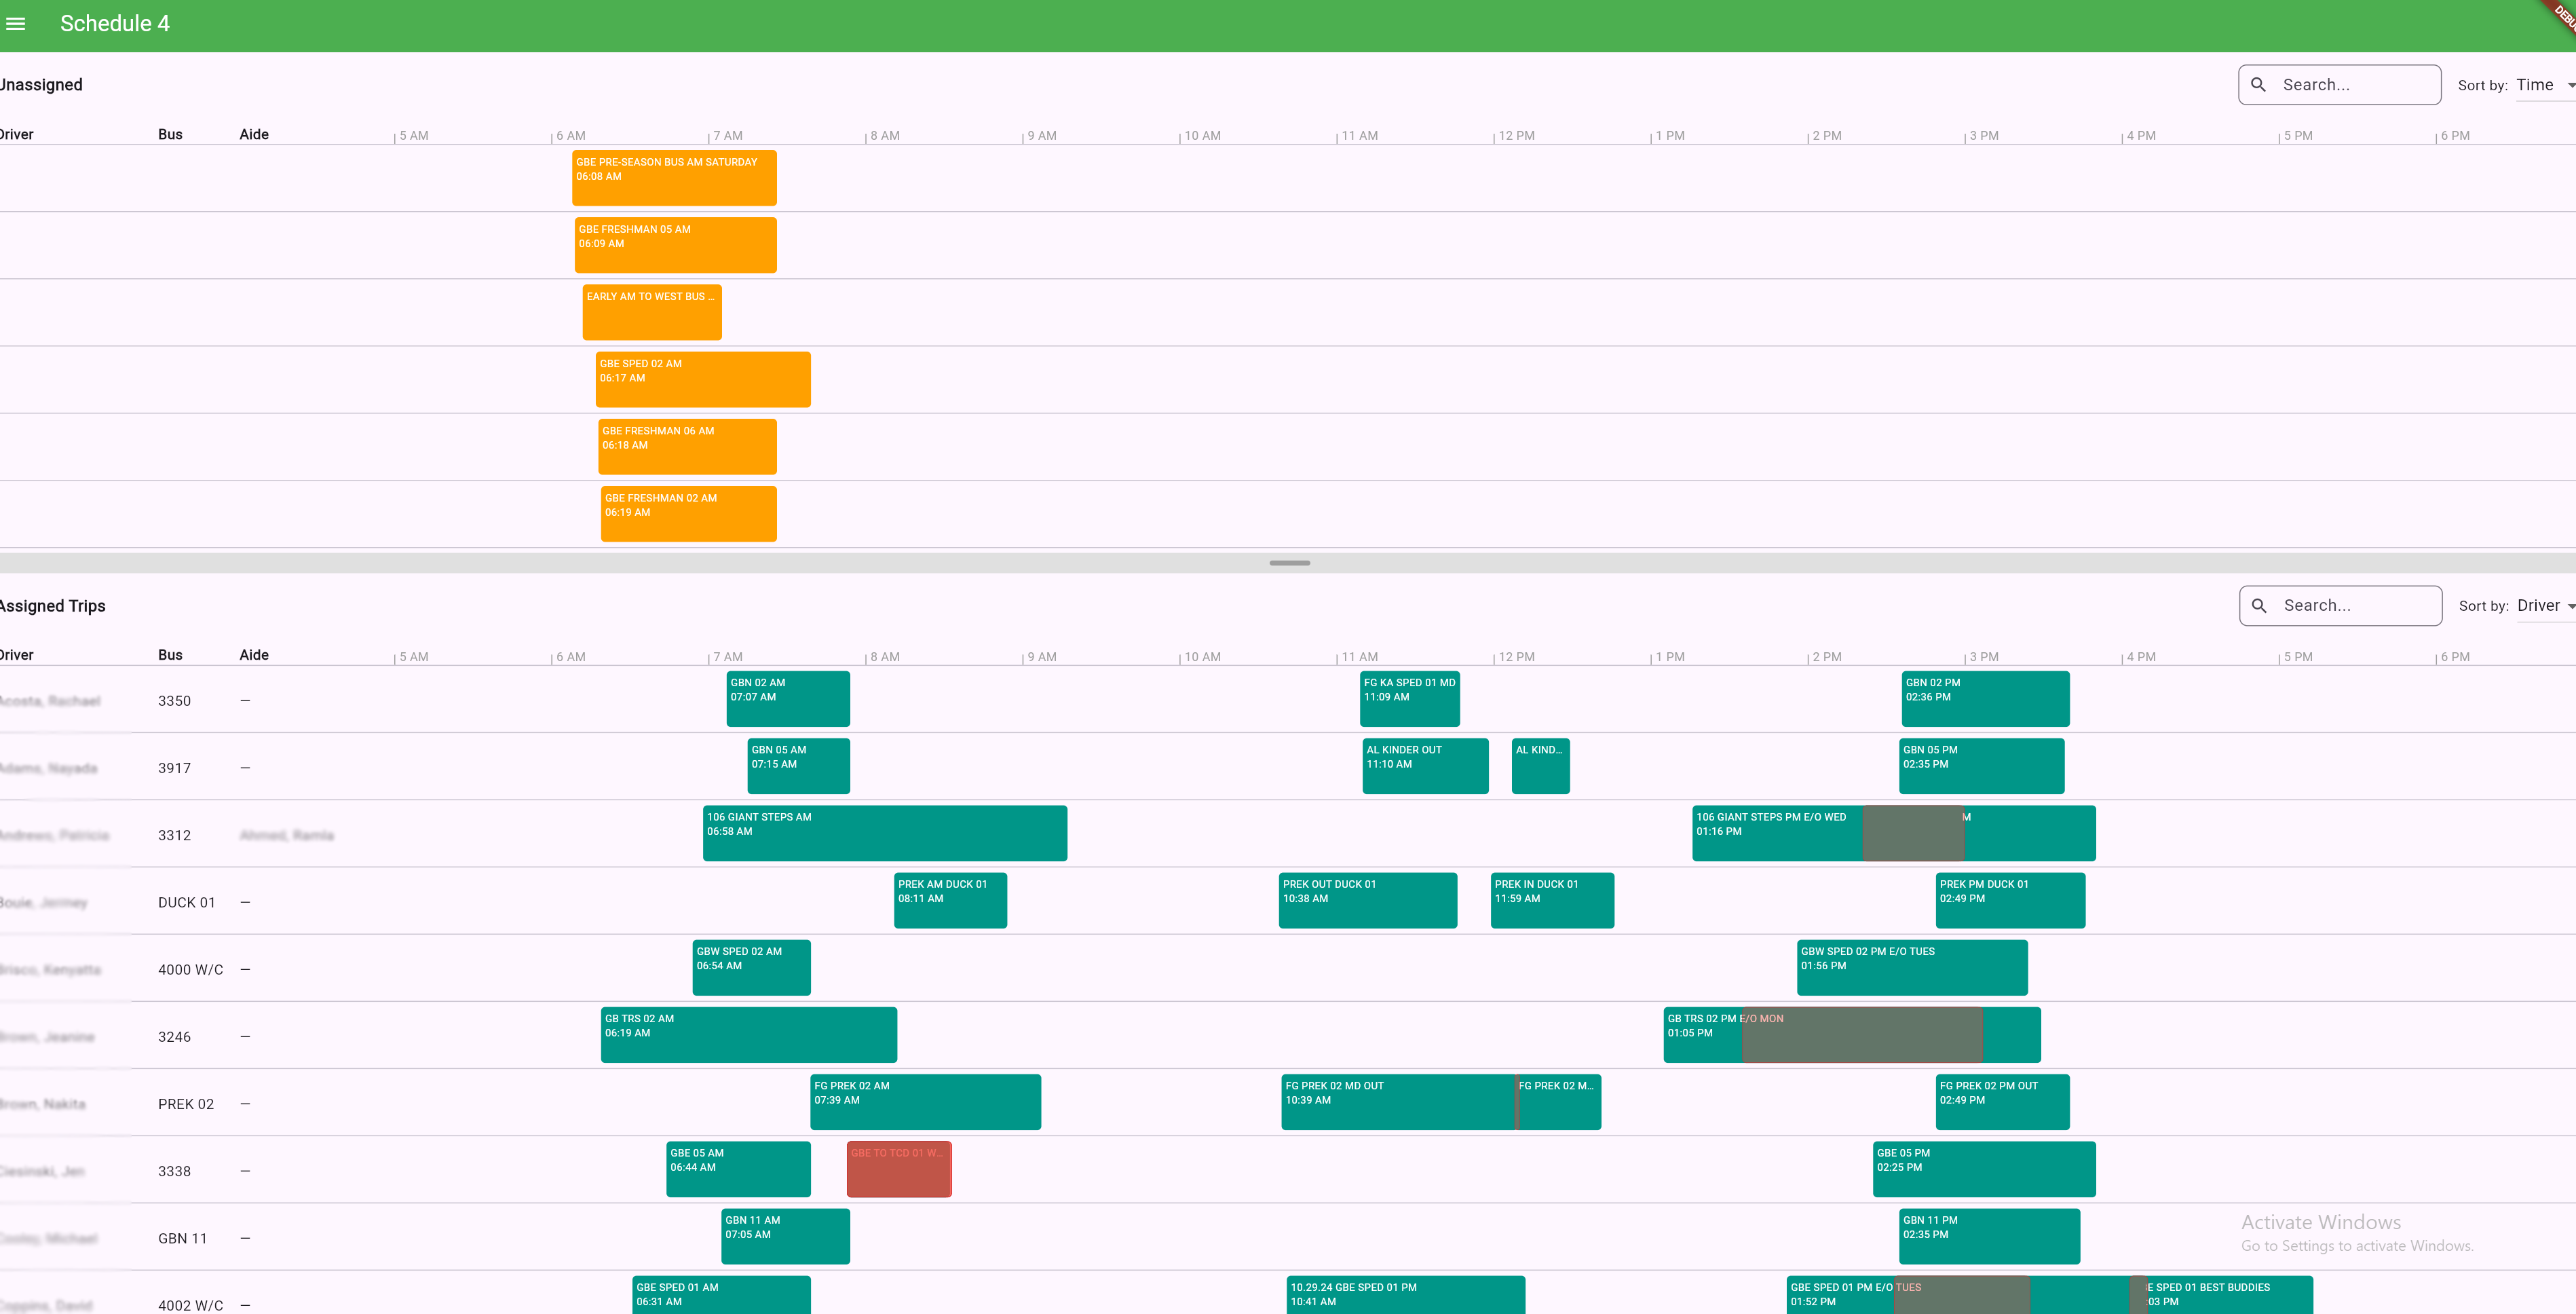 Schedule 4
Unassigned
Search...
Sort by: Time
Driver Bus Aide 5 AM 6 AM 7 AM 8 AM 9 AM 10 AM 11 AM 12 PM 1 PM 2 PM 3 PM 4 PM 5 PM 6 PM
GBE PRE-SEASON BUS AM SATURDAY
06:08 AM
GBE FRESHMAN 05 AM
06:09 AM
EARLY AM TO WEST BUS ...
GBE SPED 02 AM
06:17 AM
GBE FRESHMAN 06 AM
06:18 AM
GBE FRESHMAN 02 AM
06:19 AM
Assigned Trips
Search...
Sort by: Driver
Driver Bus Aide 5 AM 6 AM 7 AM 8 AM 9 AM 10 AM 11 AM 12 PM 1 PM 2 PM 3 PM 4 PM 5 PM 6 PM
3350 —
GBN 02 AM
07:07 AM
FG KA SPED 01 MD
11:09 AM
GBN 02 PM
02:36 PM
3917 —
GBN 05 AM
07:15 AM
AL KINDER OUT
11:10 AM
AL KIND...
GBN 05 PM
02:35 PM
3312
106 GIANT STEPS AM
06:58 AM
106 GIANT STEPS PM E/O WED
01:16 PM
M
DUCK 01 —
PREK AM DUCK 01
08:11 AM
PREK OUT DUCK 01
10:38 AM
PREK IN DUCK 01
11:59 AM
PREK PM DUCK 01
02:49 PM
4000 W/C —
GBW SPED 02 AM
06:54 AM
GBW SPED 02 PM E/O TUES
01:56 PM
3246 —
GB TRS 02 AM
06:19 AM
GB TRS 02 PM E/O MON
01:05 PM
PREK 02 —
FG PREK 02 AM
07:39 AM
FG PREK 02 MD OUT
10:39 AM
FG PREK 02 M...
FG PREK 02 PM OUT
02:49 PM
3338 —
GBE 05 AM
06:44 AM
GBE TO TCD 01 W...
GBE 05 PM
02:25 PM
GBN 11 —
GBN 11 AM
07:05 AM
GBN 11 PM
02:35 PM
Activate Windows
Go to Settings to activate Windows.
4002 W/C —
GBE SPED 01 AM
06:31 AM
10.29.24 GBE SPED 01 PM
10:41 AM
GBE SPED 01 PM E/O TUES
01:52 PM
E SPED 01 BEST BUDDIES
:03 PM